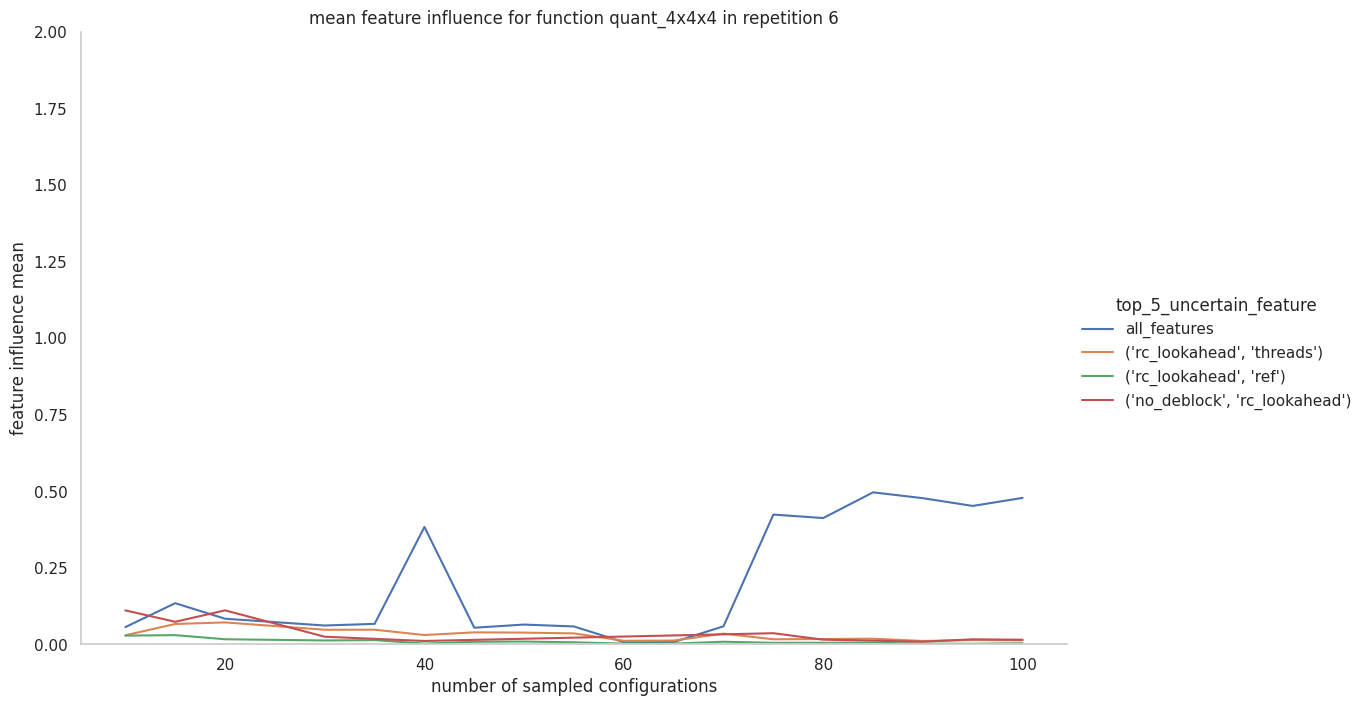 mean feature influence for function quant_4x4x4 in repetition 6
2.00
1.75
1.50
1.25
1.00
0.75
0.50
0.25
0.00
feature influence mean
20 40 60 80 100
number of sampled configurations
top_5_uncertain_feature
all_features
('rc_lookahead', 'threads')
('rc_lookahead', 'ref')
('no_deblock', 'rc_lookahead')